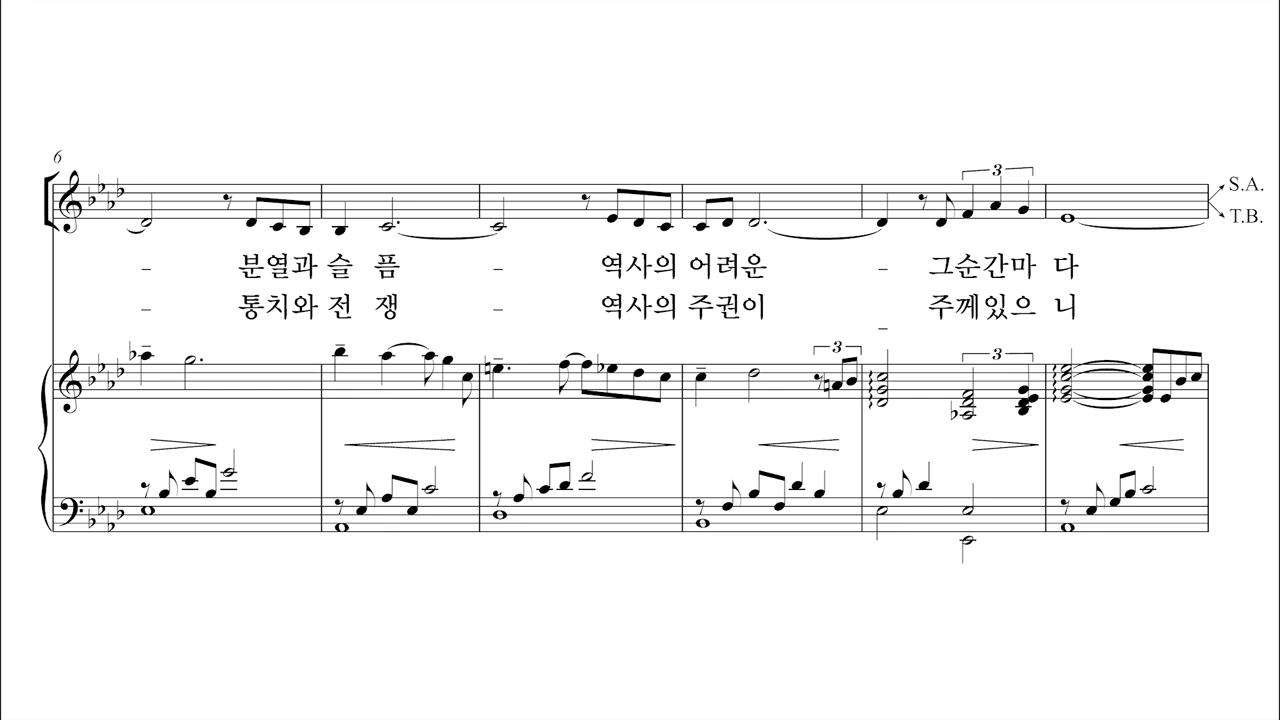 6
3
S.A.
T.B.
- 분열과 슬 픔 - 역사의 어려운 - 그순간마 다
- 통치와 전 쟁 - 역사의 주권이 - 주께있으 니
3 3